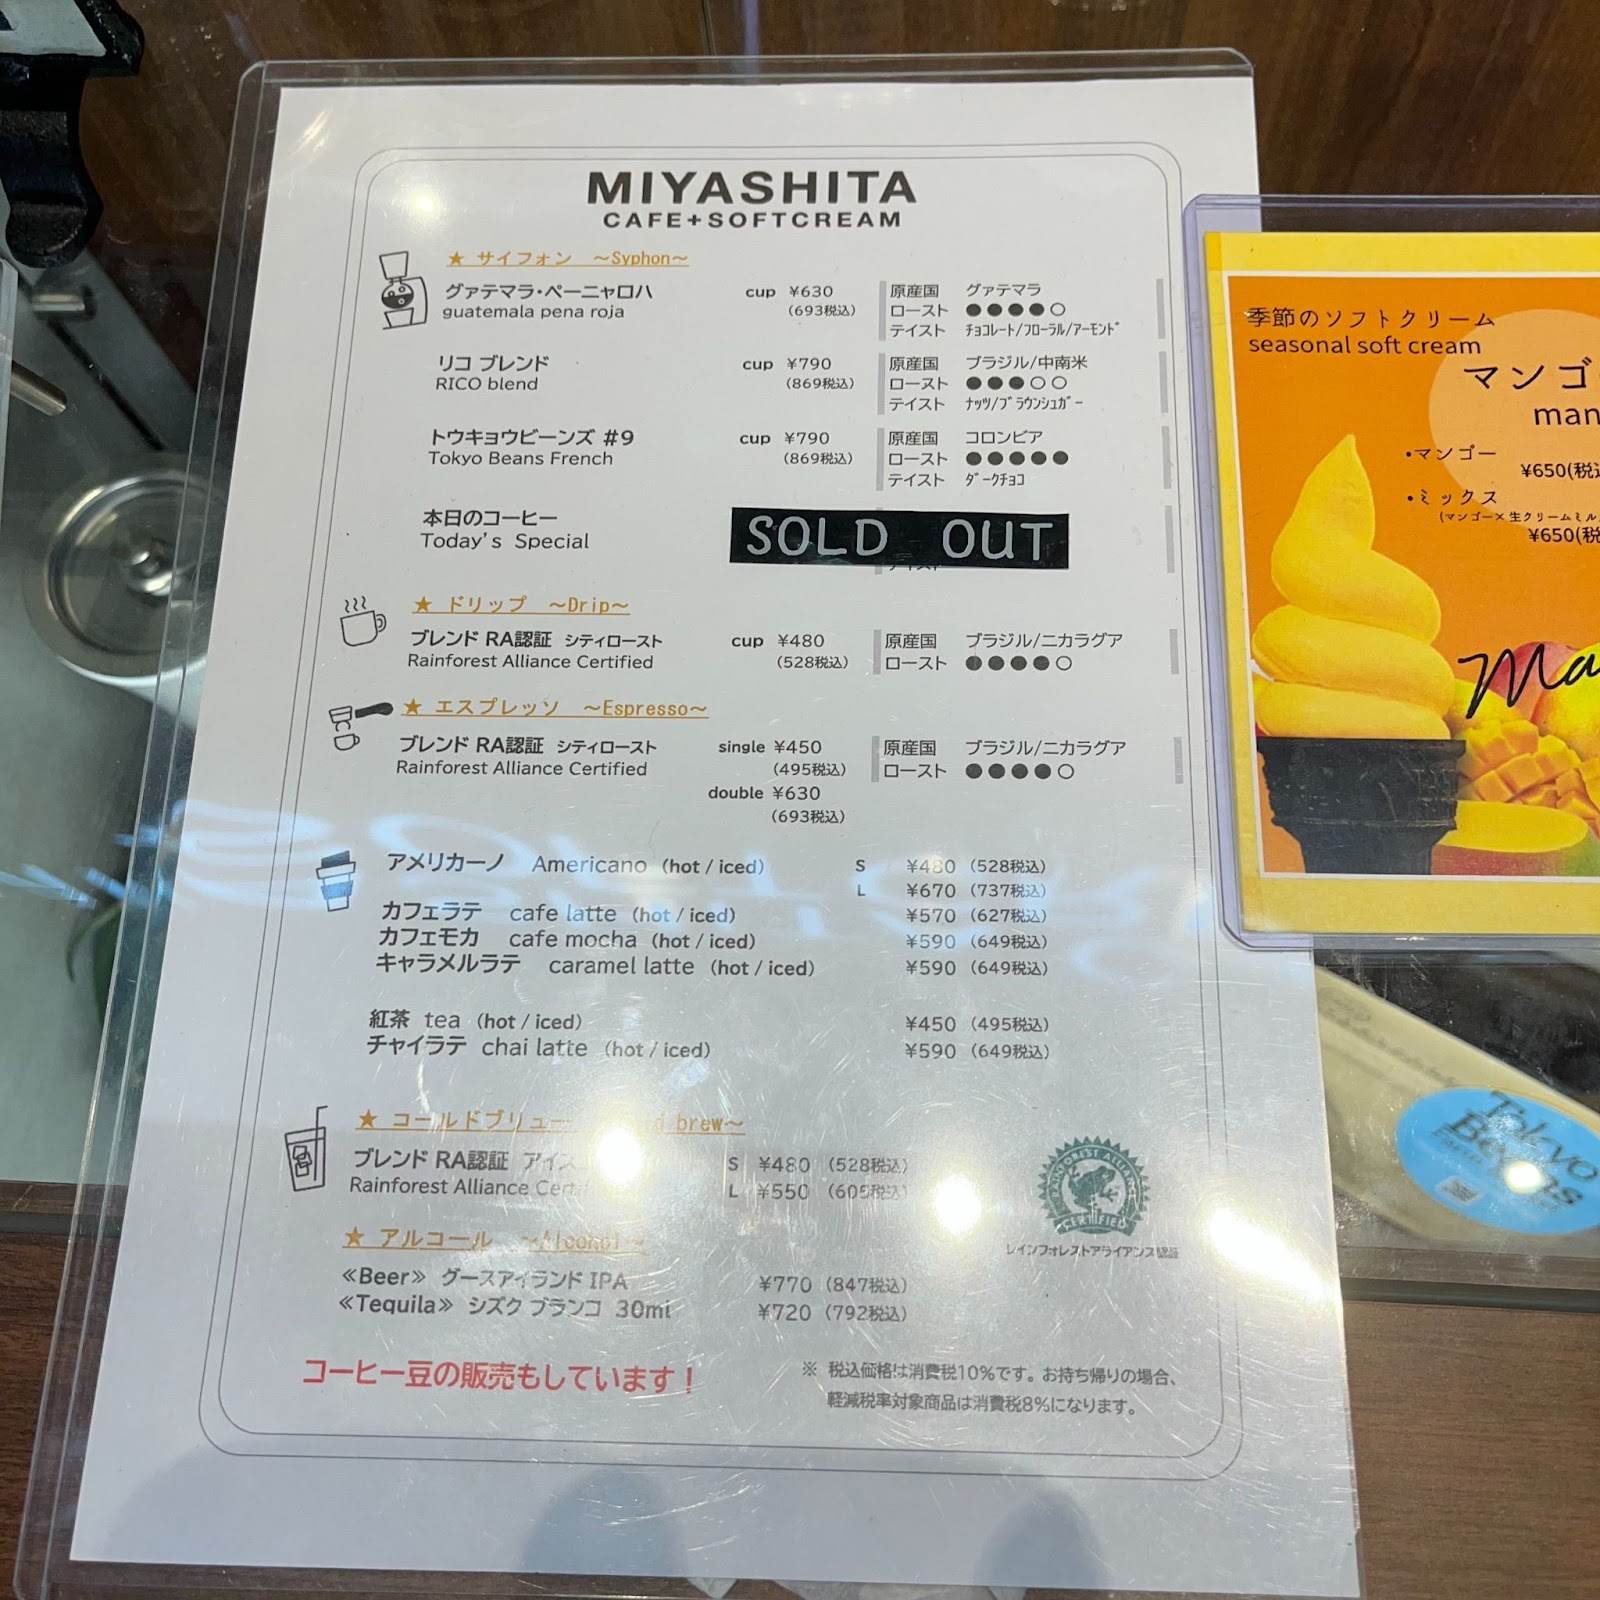 MIYASHITA
CAFE+SOFTCREAM
★ サイフォン ～Syphon～
グァテマラ・ペーニャロハ cup ¥630 原産国 グァテマラ
guatemala pena roja (693税込) ロースト ●●●●○
テイスト ﾁｮｺﾚｰﾄ/ﾌﾛｰﾗﾙ/ｱｰﾓﾝﾄﾞ
リコ ブレンド cup ¥790 原産国 ブラジル/中南米
RICO blend (869税込) ロースト ●●●○○
テイスト ﾅｯﾂ/ﾌﾞﾗｳﾝｼｭｶﾞｰ
トウキョウビーンズ #9 cup ¥790 原産国 コロンビア
Tokyo Beans French (869税込) ロースト ●●●●●
テイスト ﾀﾞｰｸﾁｮｺ
本日のコーヒー SOLD OUT
Today's Special
テイスト
★ ドリップ ～Drip～
ブレンド RA認証 シティロースト cup ¥480 原産国 ブラジル/ニカラグア
Rainforest Alliance Certified (528税込) ロースト ●●●●○
★ エスプレッソ ～Espresso～
ブレンド RA認証 シティロースト single ¥450 原産国 ブラジル/ニカラグア
Rainforest Alliance Certified (495税込) ロースト ●●●●○
double ¥630
(693税込)
アメリカーノ Americano (hot / iced) S ¥480 (528税込)
L ¥670 (737税込)
カフェラテ cafe latte (hot / iced) ¥570 (627税込)
カフェモカ cafe mocha (hot / iced) ¥590 (649税込)
キャラメルラテ caramel latte (hot / iced) ¥590 (649税込)
紅茶 tea (hot / iced) ¥450 (495税込)
チャイラテ chai latte (hot / iced) ¥590 (649税込)
★ コールドブリュー brew～
ブレンド RA認証 アイス S ¥480 (528税込)
Rainforest Alliance L ¥550 (605税込)
RAINFOREST ALLIANCE
CERTIFIED
レインフォレストアライアンス認証
★ アルコール ～Alcohol～
≪Beer≫ グースアイランド IPA ¥770 (847税込)
≪Tequila≫ シズク ブランコ 30ml ¥720 (792税込)
コーヒー豆の販売もしています！
※ 税込価格は消費税10%です。お持ち帰りの場合、
軽減税率対象商品は消費税8%になります。
季節のソフトクリーム
seasonal soft cream
マンゴ
man
•マンゴー
¥650(税込
•ミックス
(マンゴー×生クリームミル
¥650(税
Ma
Tokyo
Beans